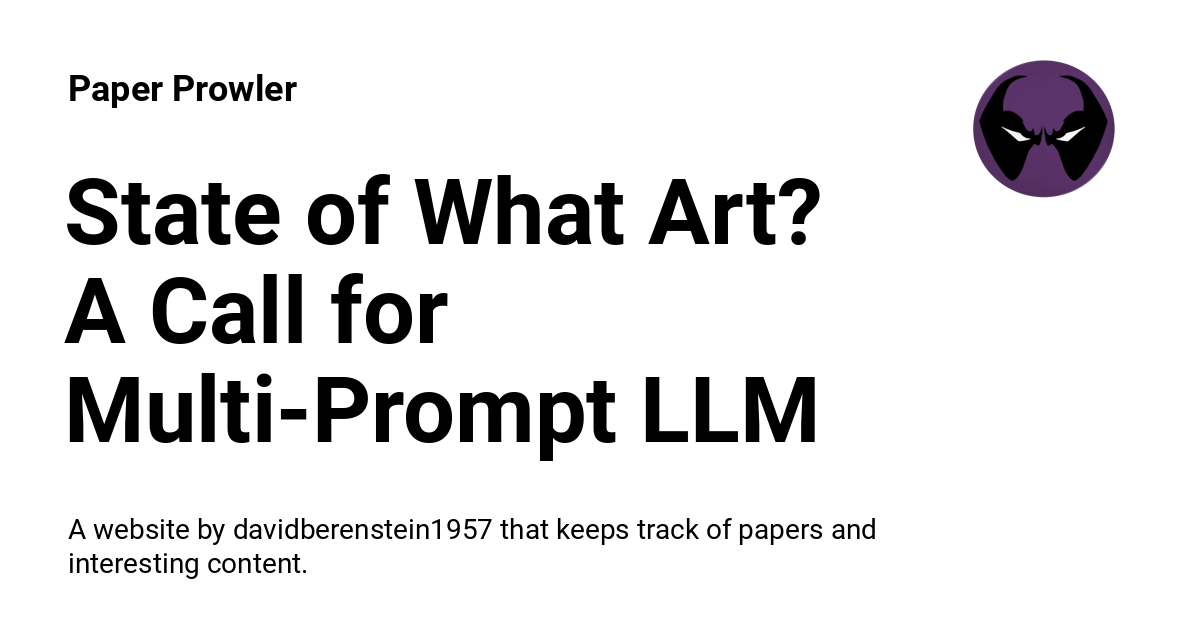 Paper Prowler
State of What Art?
A Call for
Multi-Prompt LLM
A website by davidberenstein1957 that keeps track of papers and
interesting content.